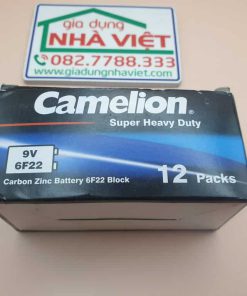 gia dụng
NHÀ VIỆT
www.giadungnhaviet.com
082.7788.333
Camelion®
Super Heavy Duty
9V
6F22
Carbon Zinc Battery 6F22 Block
12 Packs